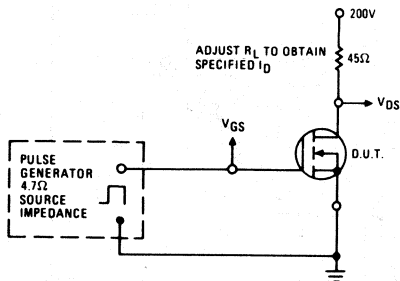 200V
ADJUST RL TO OBTAIN
SPECIFIED ID
45Ω
VDS
VGS
D.U.T.
PULSE
GENERATOR
4.7Ω
SOURCE
IMPEDANCE